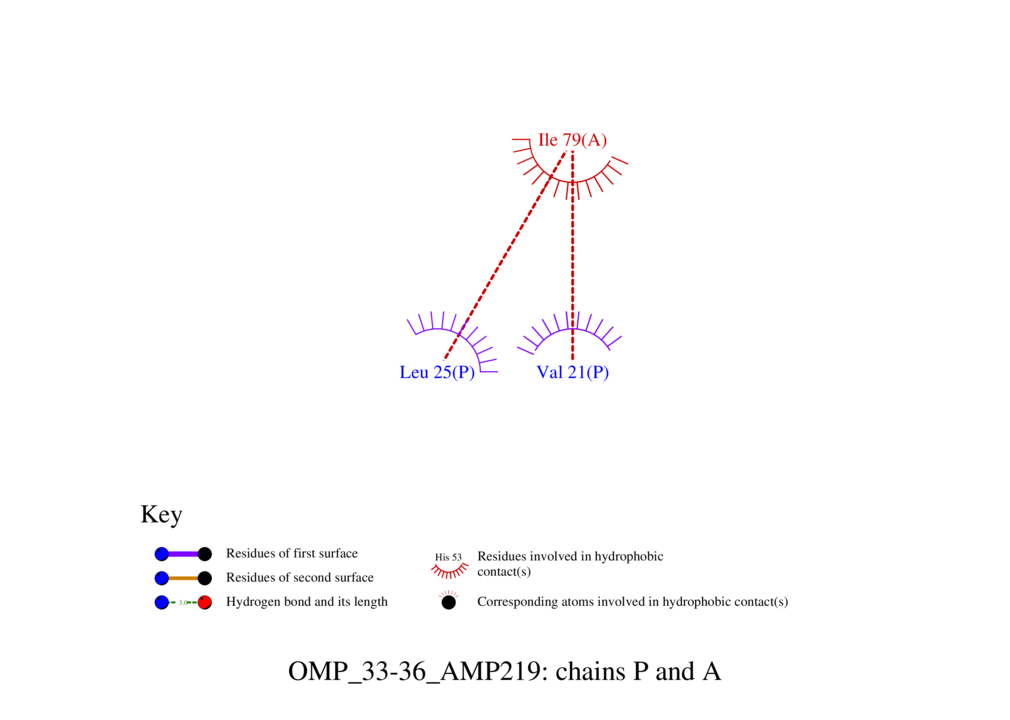 Ile 79(A)
Leu 25(P)
Val 21(P)
Key
Residues of first surface
Residues of second surface
3.0
Hydrogen bond and its length
His 53
Residues involved in hydrophobic
contact(s)
Corresponding atoms involved in hydrophobic contact(s)
OMP_33-36_AMP219: chains P and A